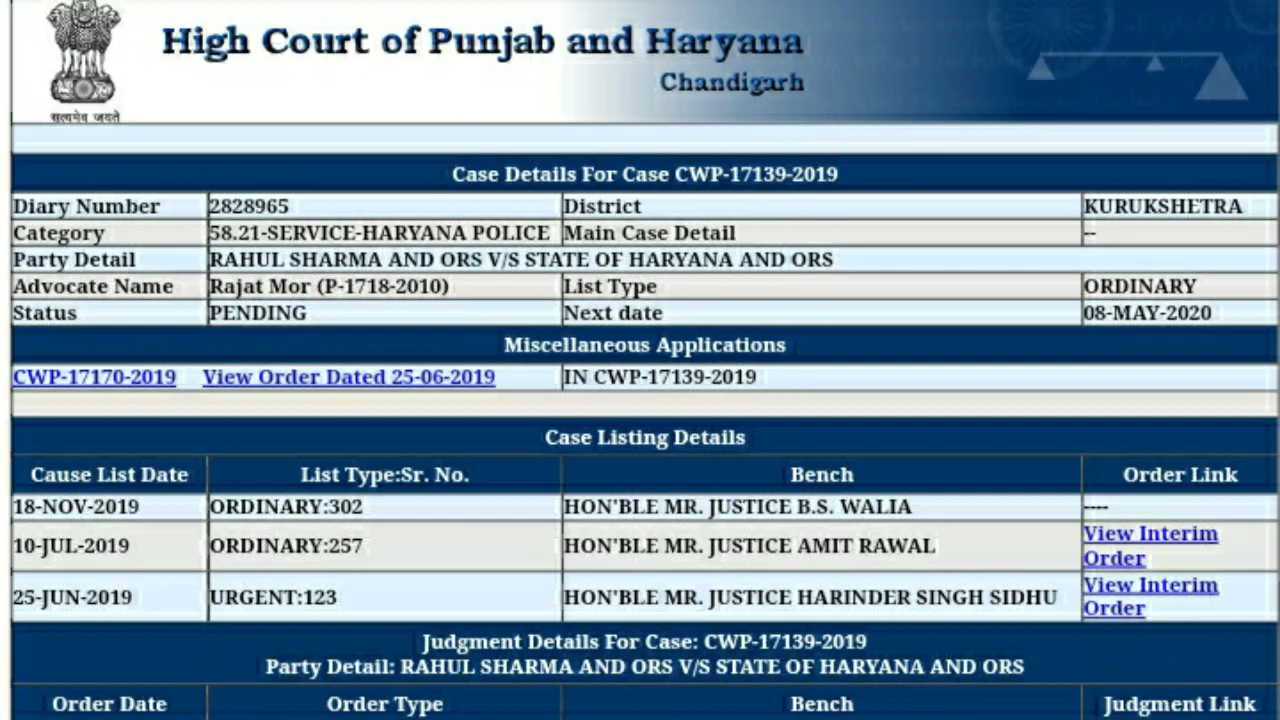 High Court of Punjab and Haryana
Chandigarh
सत्यमेव जयते
Case Details For Case CWP-17139-2019
Diary Number 2828965 District KURUKSHETRA
Category 58.21-SERVICE-HARYANA POLICE Main Case Detail --
Party Detail RAHUL SHARMA AND ORS V/S STATE OF HARYANA AND ORS
Advocate Name Rajat Mor (P-1718-2010) List Type ORDINARY
Status PENDING Next date 08-MAY-2020
Miscellaneous Applications
CWP-17170-2019 View Order Dated 25-06-2019 IN CWP-17139-2019
Case Listing Details
Cause List Date List Type:Sr. No. Bench Order Link
18-NOV-2019 ORDINARY:302 HON'BLE MR. JUSTICE B.S. WALIA ----
10-JUL-2019 ORDINARY:257 HON'BLE MR. JUSTICE AMIT RAWAL View Interim
Order
25-JUN-2019 URGENT:123 HON'BLE MR. JUSTICE HARINDER SINGH SIDHU View Interim
Order
Judgment Details For Case: CWP-17139-2019
Party Detail: RAHUL SHARMA AND ORS V/S STATE OF HARYANA AND ORS
Order Date Order Type Bench Judgment Link